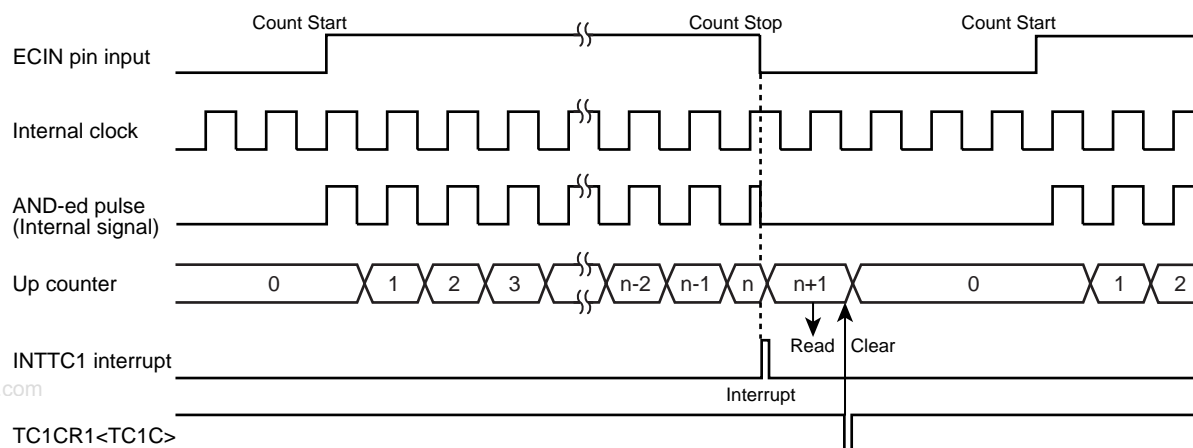 Count Start
Count Stop
Count Start
ECIN pin input
Internal clock
AND-ed pulse
(Internal signal)
Up counter
0 1 2 3 n-2 n-1 n n+1 0 1 2
Read
Clear
INTTC1 interrupt
com
Interrupt
TC1CR1<TC1C>